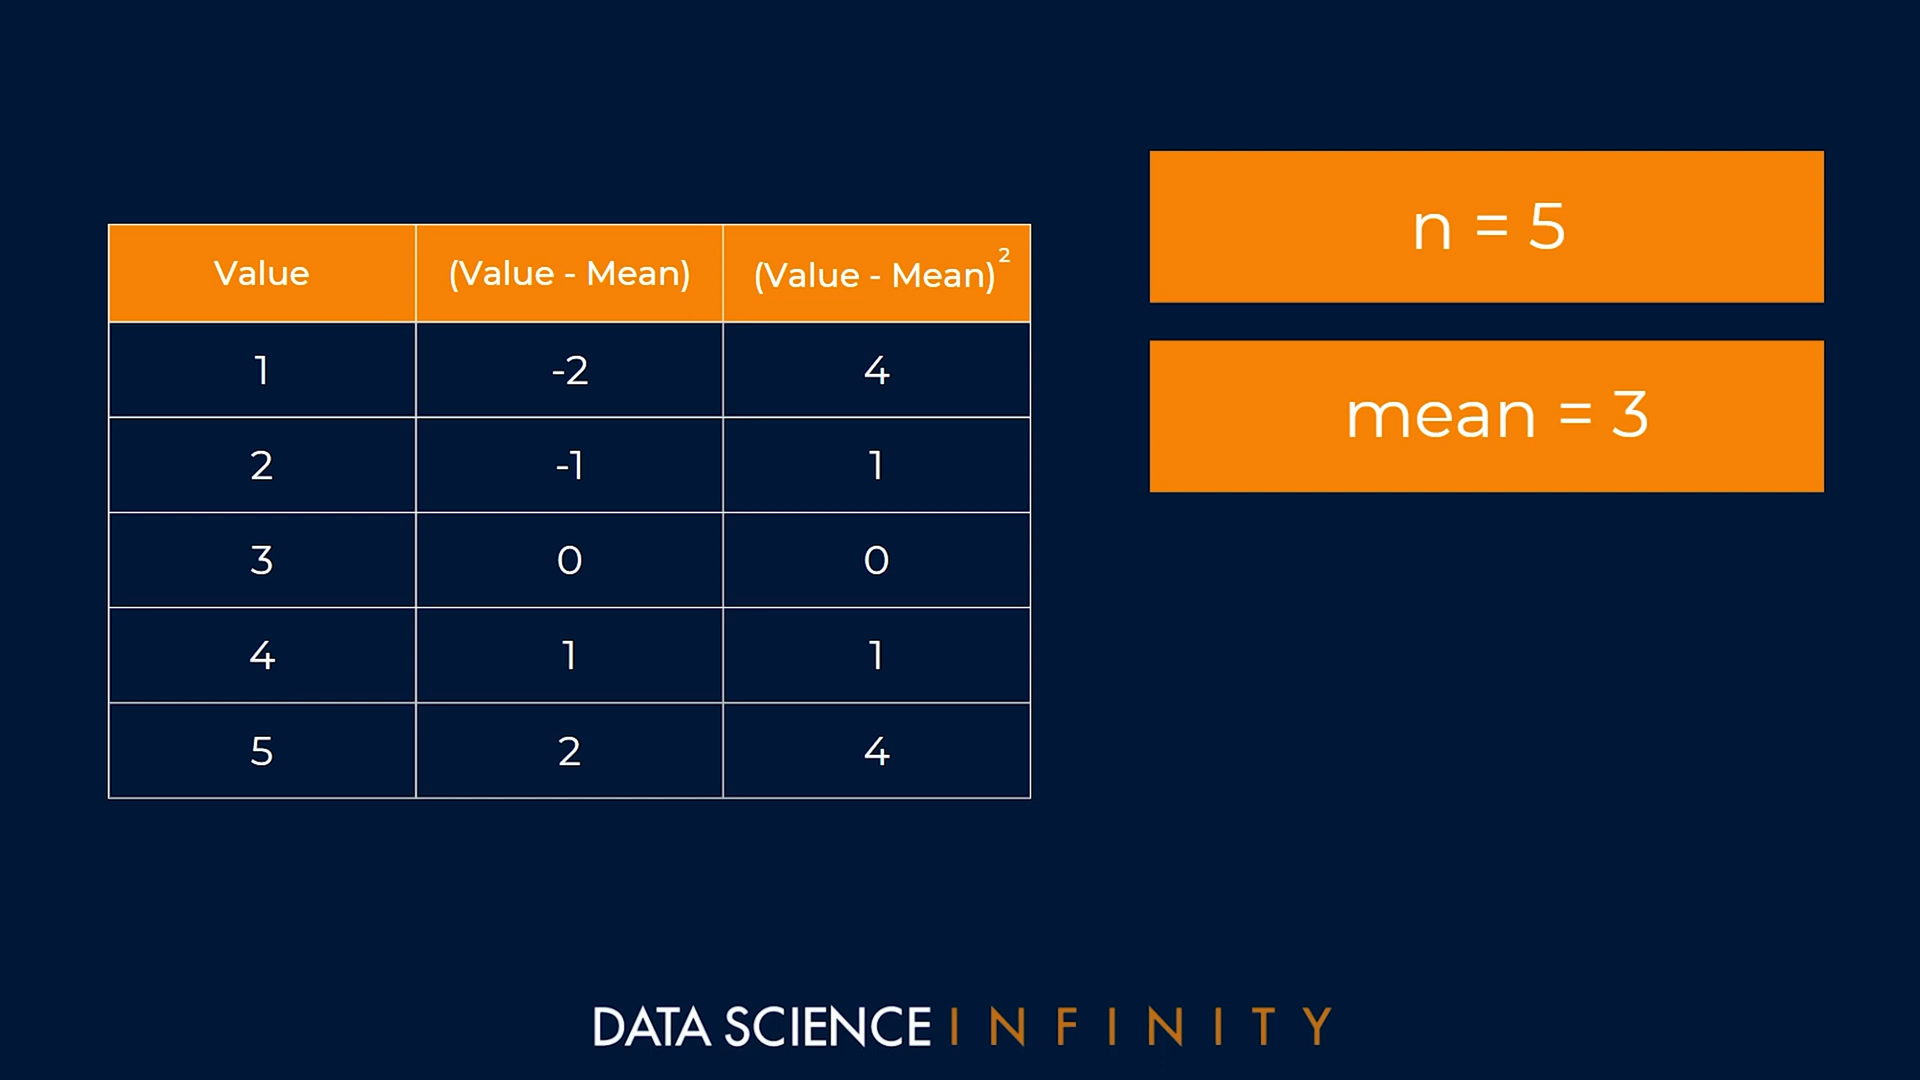 Value (Value - Mean) (Value - Mean)²
1 -2 4
2 -1 1
3 0 0
4 1 1
5 2 4
n = 5
mean = 3
DATA SCIENCE INFINITY